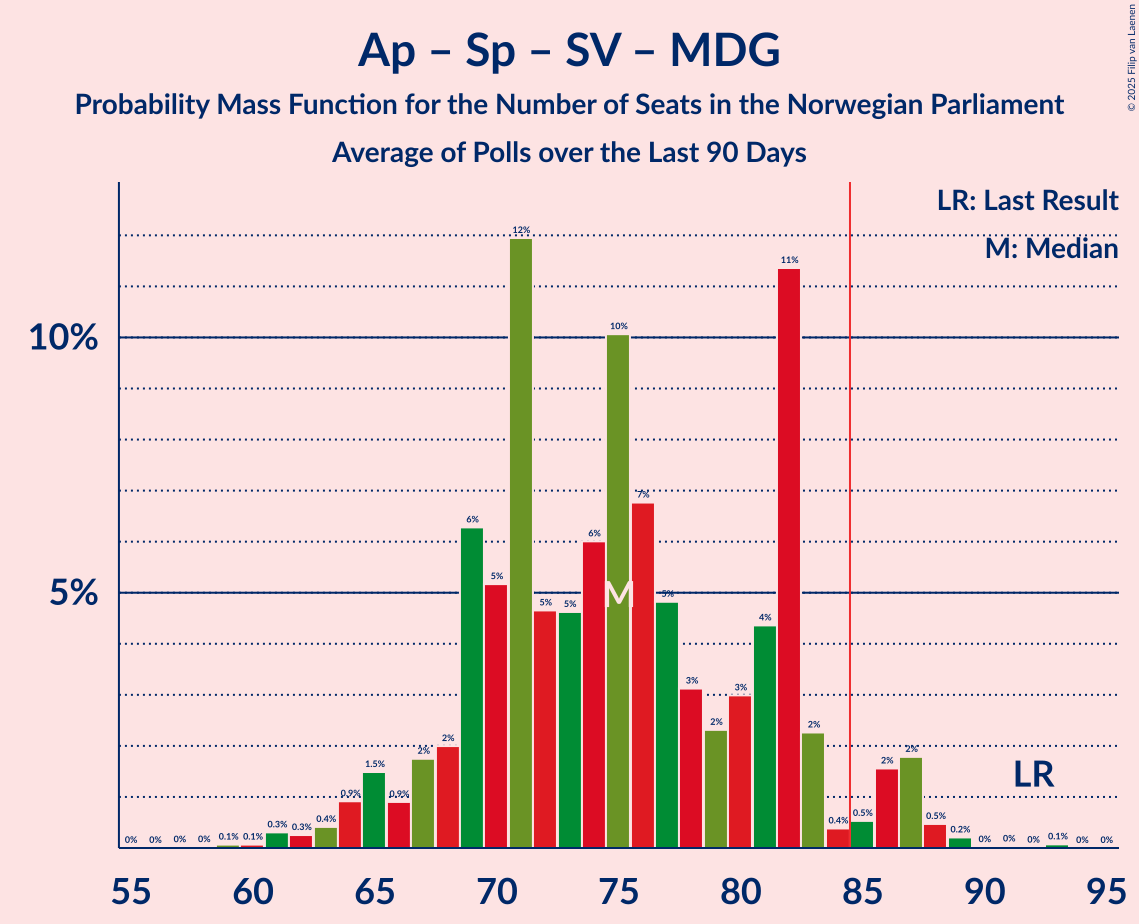 Ap – Sp – SV – MDG
Probability Mass Function for the Number of Seats in the Norwegian Parliament
Average of Polls over the Last 90 Days
© 2025 Filip van Laenen
LR: Last Result
M: Median
10%
5%
0% 0% 0% 0% 0.1% 0.1% 0.3% 0.3% 0.4% 0.9% 1.5% 0.9% 2% 2% 6% 5% 12% 5% 5% 6% 10% 7% 5% 3% 2% 3% 4% 11% 2% 0.4% 0.5% 2% 2% 0.5% 0.2% 0% 0% 0% 0.1% 0% 0%
M
LR
55 60 65 70 75 80 85 90 95